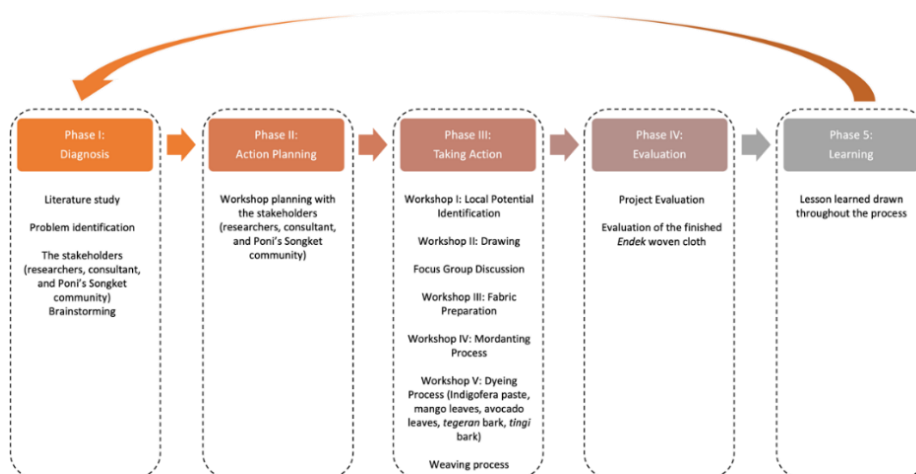 Phase I:
Diagnosis
Literature study
Problem identification
The stakeholders
(researchers, consultant,
and Poni's Songket
community)
Brainstorming
Phase II:
Action Planning
Workshop planning with
the stakeholders
(researchers, consultant,
and Poni's Songket
community)
Phase III:
Taking Action
Workshop I: Local Potential
Identification
Workshop II: Drawing
Focus Group Discussion
Workshop III: Fabric
Preparation
Workshop IV: Mordanting
Process
Workshop V: Dyeing
Process (Indigofera paste,
mango leaves, avocado
leaves, tegeran bark, tingi
bark)
Weaving process
Phase IV:
Evaluation
Project Evaluation
Evaluation of the finished
Endek woven cloth
Phase 5:
Learning
Lesson learned drawn
throughout the process